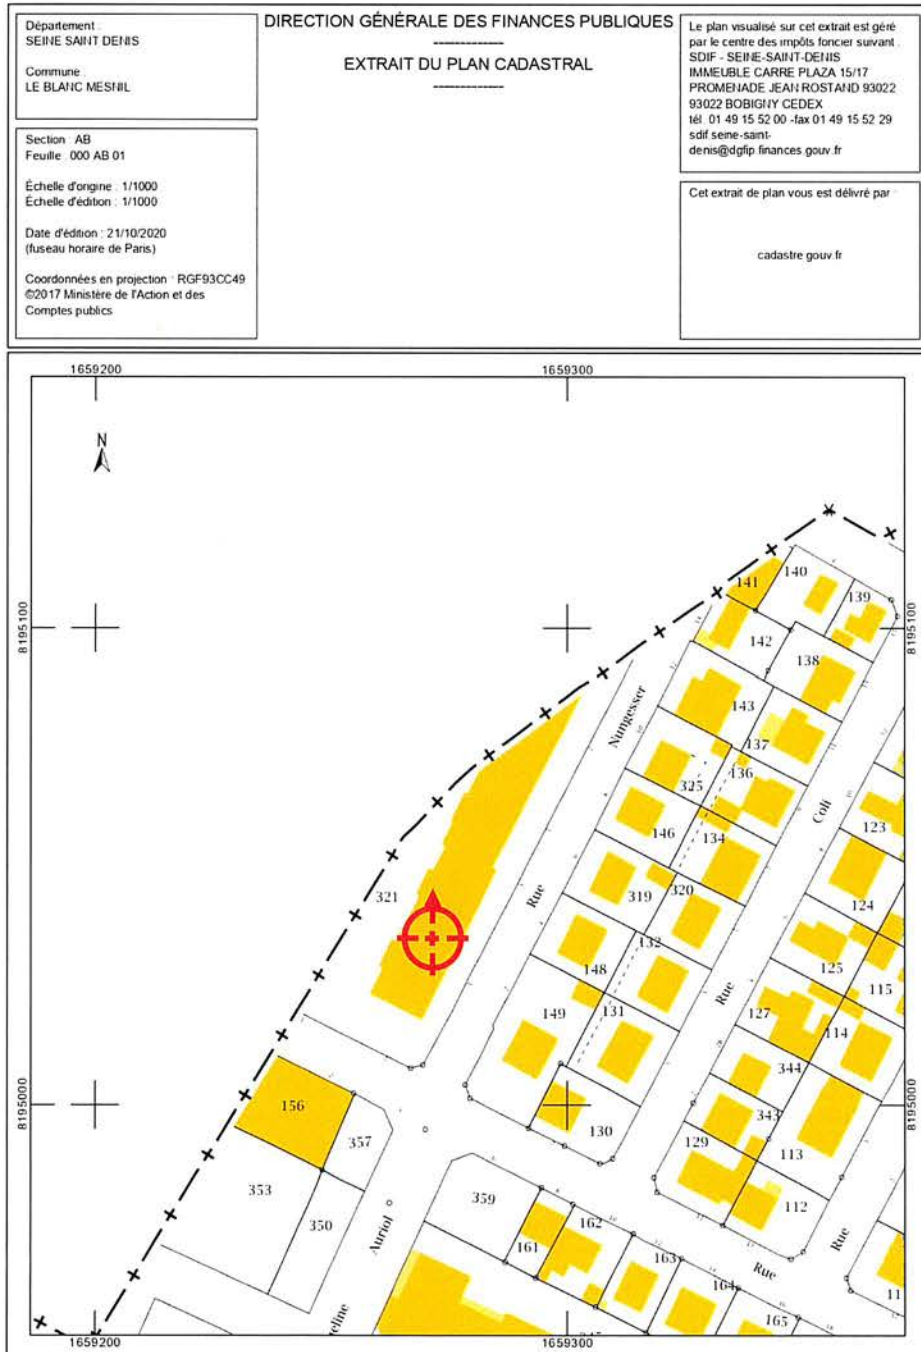 Département :
SEINE SAINT DENIS
Commune :
LE BLANC MESNIL
Section : AB
Feuille : 000 AB 01
Échelle d'origine : 1/1000
Échelle d'édition : 1/1000
Date d'édition : 21/10/2020
(fuseau horaire de Paris)
Coordonnées en projection : RGF93CC49
©2017 Ministère de l'Action et des
Comptes publics
DIRECTION GÉNÉRALE DES FINANCES PUBLIQUES
-------------
EXTRAIT DU PLAN CADASTRAL
-------------
Le plan visualisé sur cet extrait est géré
par le centre des impôts foncier suivant :
SDIF - SEINE-SAINT-DENIS
IMMEUBLE CARRE PLAZA 15/17
PROMENADE JEAN ROSTAND 93022
93022 BOBIGNY CEDEX
tél. 01 49 15 52 00 -fax 01 49 15 52 29
sdif.seine-saint-
denis@dgfip.finances.gouv.fr
Cet extrait de plan vous est délivré par :
cadastre.gouv.fr
1659200
1659300
N
8195100
8195100
141
140
139
142
138
143
Nungesser
137
136
325
146
134
Coli
123
321
319
320
124
Rue
132
148
125
115
Rue
127
149
131
114
344
8195000
8195000
156
343
130
129
357
113
353
359
350
162
112
Auriol
161
163
Rue
Rue
164
11
165
reline
1659200
1659300